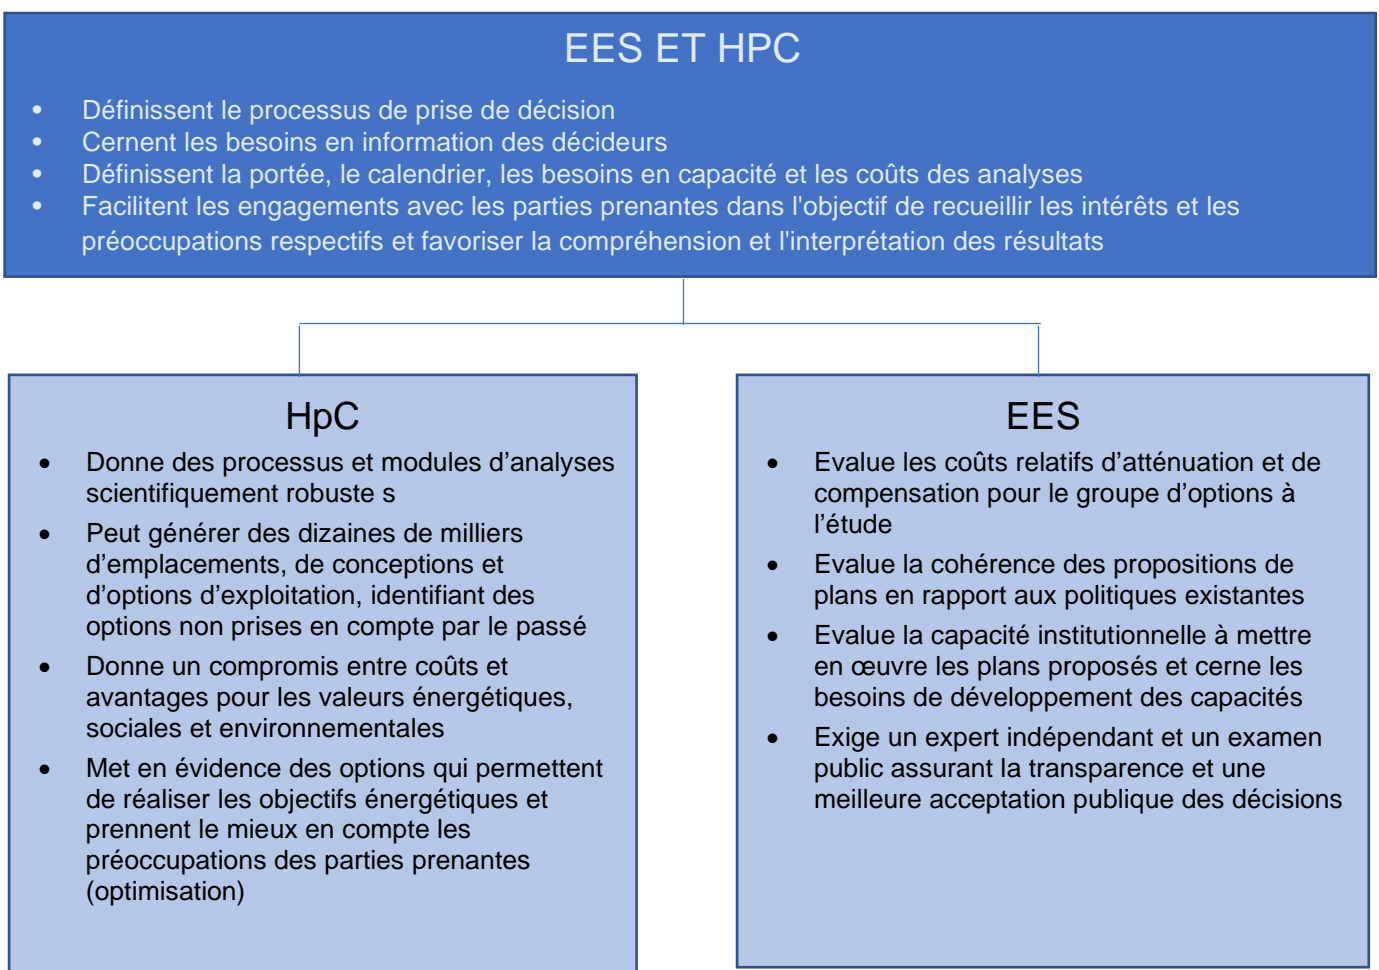 EES ET HPC
• Définissent le processus de prise de décision
• Cernent les besoins en information des décideurs
• Définissent la portée, le calendrier, les besoins en capacité et les coûts des analyses
• Facilitent les engagements avec les parties prenantes dans l'objectif de recueillir les intérêts et les
préoccupations respectifs et favoriser la compréhension et l'interprétation des résultats
HpC
• Donne des processus et modules d’analyses
scientifiquement robuste s
• Peut générer des dizaines de milliers
d’emplacements, de conceptions et
d’options d’exploitation, identifiant des
options non prises en compte par le passé
• Donne un compromis entre coûts et
avantages pour les valeurs énergétiques,
sociales et environnementales
• Met en évidence des options qui permettent
de réaliser les objectifs énergétiques et
prennent le mieux en compte les
préoccupations des parties prenantes
(optimisation)
EES
• Evalue les coûts relatifs d’atténuation et de
compensation pour le groupe d’options à
l’étude
• Evalue la cohérence des propositions de
plans en rapport aux politiques existantes
• Evalue la capacité institutionnelle à mettre
en œuvre les plans proposés et cerne les
besoins de développement des capacités
• Exige un expert indépendant et un examen
public assurant la transparence et une
meilleure acceptation publique des décisions